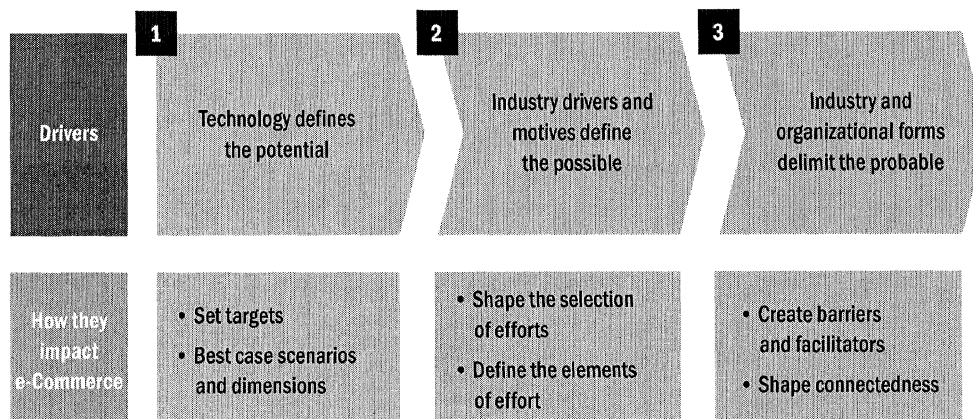 1
2
3
Drivers
Technology defines
the potential
Industry drivers and
motives define
the possible
Industry and
organizational forms
delimit the probable
How they
impact
e-Commerce
• Set targets
• Best case scenarios
and dimensions
• Shape the selection
of efforts
• Define the elements
of effort
• Create barriers
and facilitators
• Shape connectedness